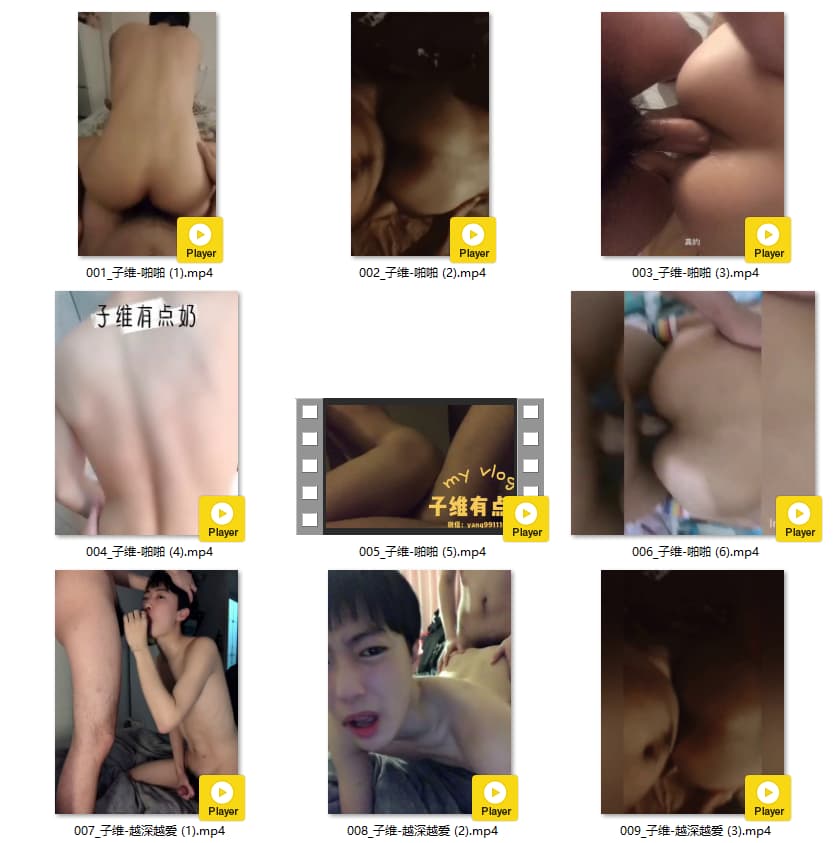 Player
Player
Player
真的
001_子维-啪啪 (1).mp4
002_子维-啪啪 (2).mp4
003_子维-啪啪 (3).mp4
子维有点奶
my vlog
子维有点
Player
Player
Player
004_子维-啪啪 (4).mp4
005_子维-啪啪 (5).mp4
006_子维-啪啪 (6).mp4
Player
Player
Player
007_子维-越深越爱 (1).mp4
008_子维-越深越爱 (2).mp4
009_子维-越深越爱 (3).mp4